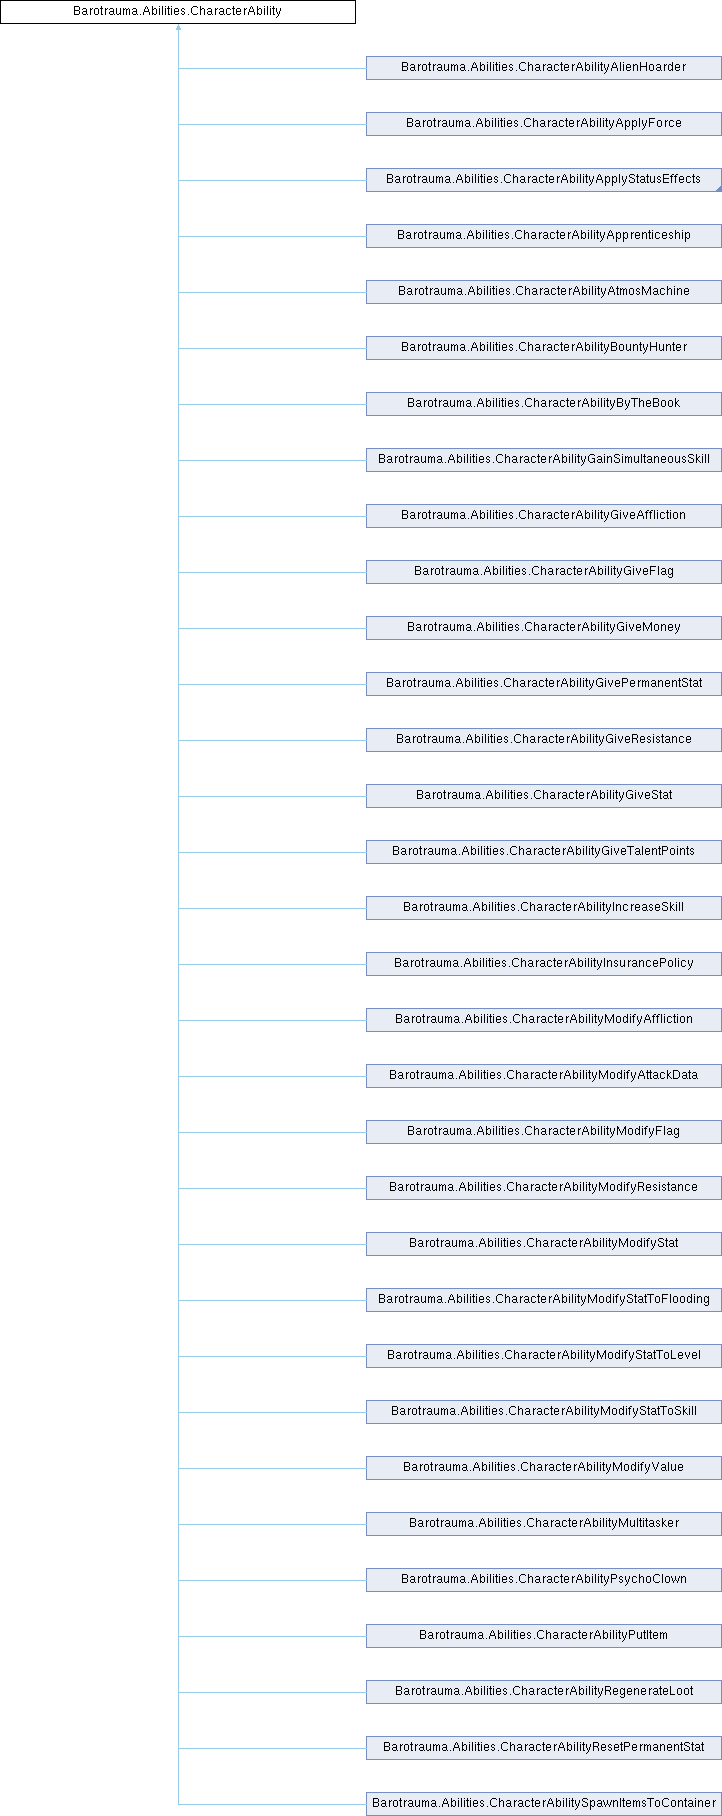 Barotrauma.Abilities.CharacterAbility
Barotrauma.Abilities.CharacterAbilityAlienHoarder
Barotrauma.Abilities.CharacterAbilityApplyForce
Barotrauma.Abilities.CharacterAbilityApplyStatusEffects
Barotrauma.Abilities.CharacterAbilityApprenticeship
Barotrauma.Abilities.CharacterAbilityAtmosMachine
Barotrauma.Abilities.CharacterAbilityBountyHunter
Barotrauma.Abilities.CharacterAbilityByTheBook
Barotrauma.Abilities.CharacterAbilityGainSimultaneousSkill
Barotrauma.Abilities.CharacterAbilityGiveAffliction
Barotrauma.Abilities.CharacterAbilityGiveFlag
Barotrauma.Abilities.CharacterAbilityGiveMoney
Barotrauma.Abilities.CharacterAbilityGivePermanentStat
Barotrauma.Abilities.CharacterAbilityGiveResistance
Barotrauma.Abilities.CharacterAbilityGiveStat
Barotrauma.Abilities.CharacterAbilityGiveTalentPoints
Barotrauma.Abilities.CharacterAbilityIncreaseSkill
Barotrauma.Abilities.CharacterAbilityInsurancePolicy
Barotrauma.Abilities.CharacterAbilityModifyAffliction
Barotrauma.Abilities.CharacterAbilityModifyAttackData
Barotrauma.Abilities.CharacterAbilityModifyFlag
Barotrauma.Abilities.CharacterAbilityModifyResistance
Barotrauma.Abilities.CharacterAbilityModifyStat
Barotrauma.Abilities.CharacterAbilityModifyStatToFlooding
Barotrauma.Abilities.CharacterAbilityModifyStatToLevel
Barotrauma.Abilities.CharacterAbilityModifyStatToSkill
Barotrauma.Abilities.CharacterAbilityModifyValue
Barotrauma.Abilities.CharacterAbilityMultitasker
Barotrauma.Abilities.CharacterAbilityPsychoClown
Barotrauma.Abilities.CharacterAbilityPutItem
Barotrauma.Abilities.CharacterAbilityRegenerateLoot
Barotrauma.Abilities.CharacterAbilityResetPermanentStat
Barotrauma.Abilities.CharacterAbilitySpawnItemsToContainer